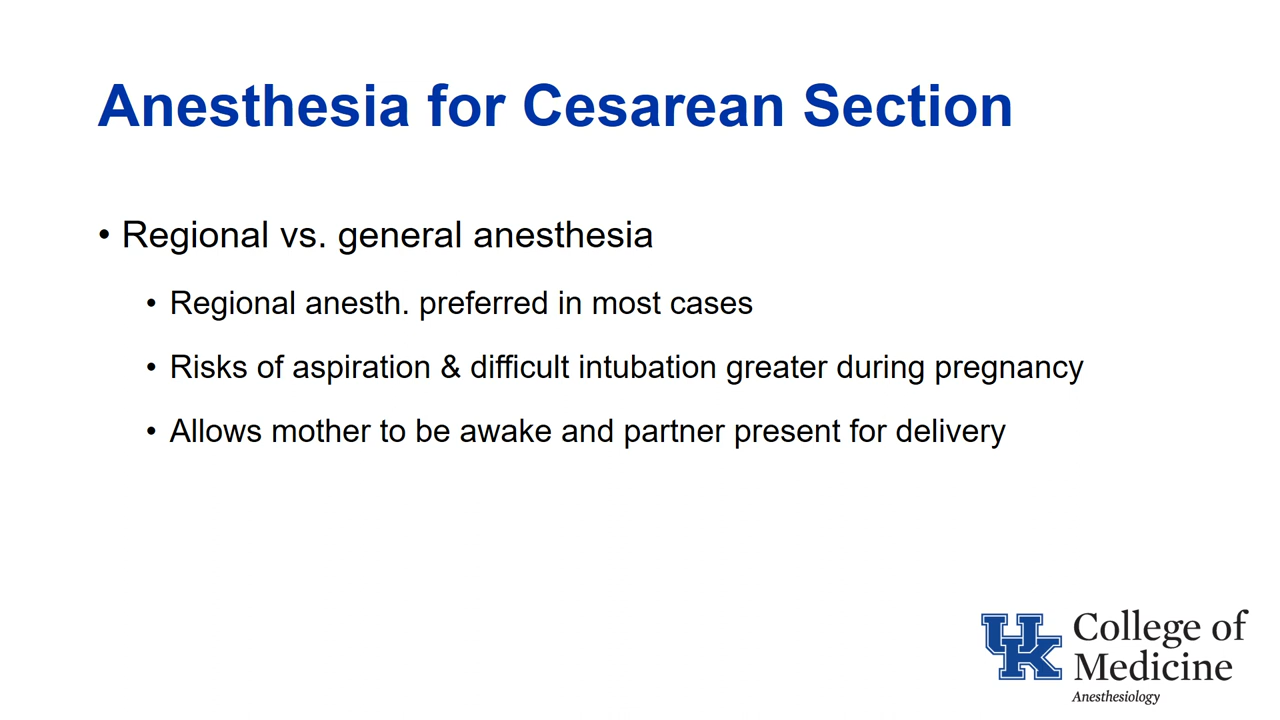 Anesthesia for Cesarean Section
• Regional vs. general anesthesia
• Regional anesth. preferred in most cases
• Risks of aspiration & difficult intubation greater during pregnancy
• Allows mother to be awake and partner present for delivery
UK
College of
Medicine
Anesthesiology